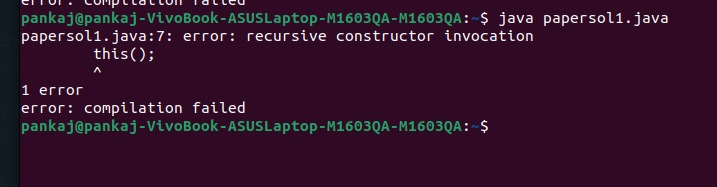 error: compilation failed
pankaj@pankaj-VivoBook-ASUSLaptop-M1603QA-M1603QA:~$ java papersol1.java
papersol1.java:7: error: recursive constructor invocation
        this();
        ^
1 error
error: compilation failed
pankaj@pankaj-VivoBook-ASUSLaptop-M1603QA-M1603QA:~$